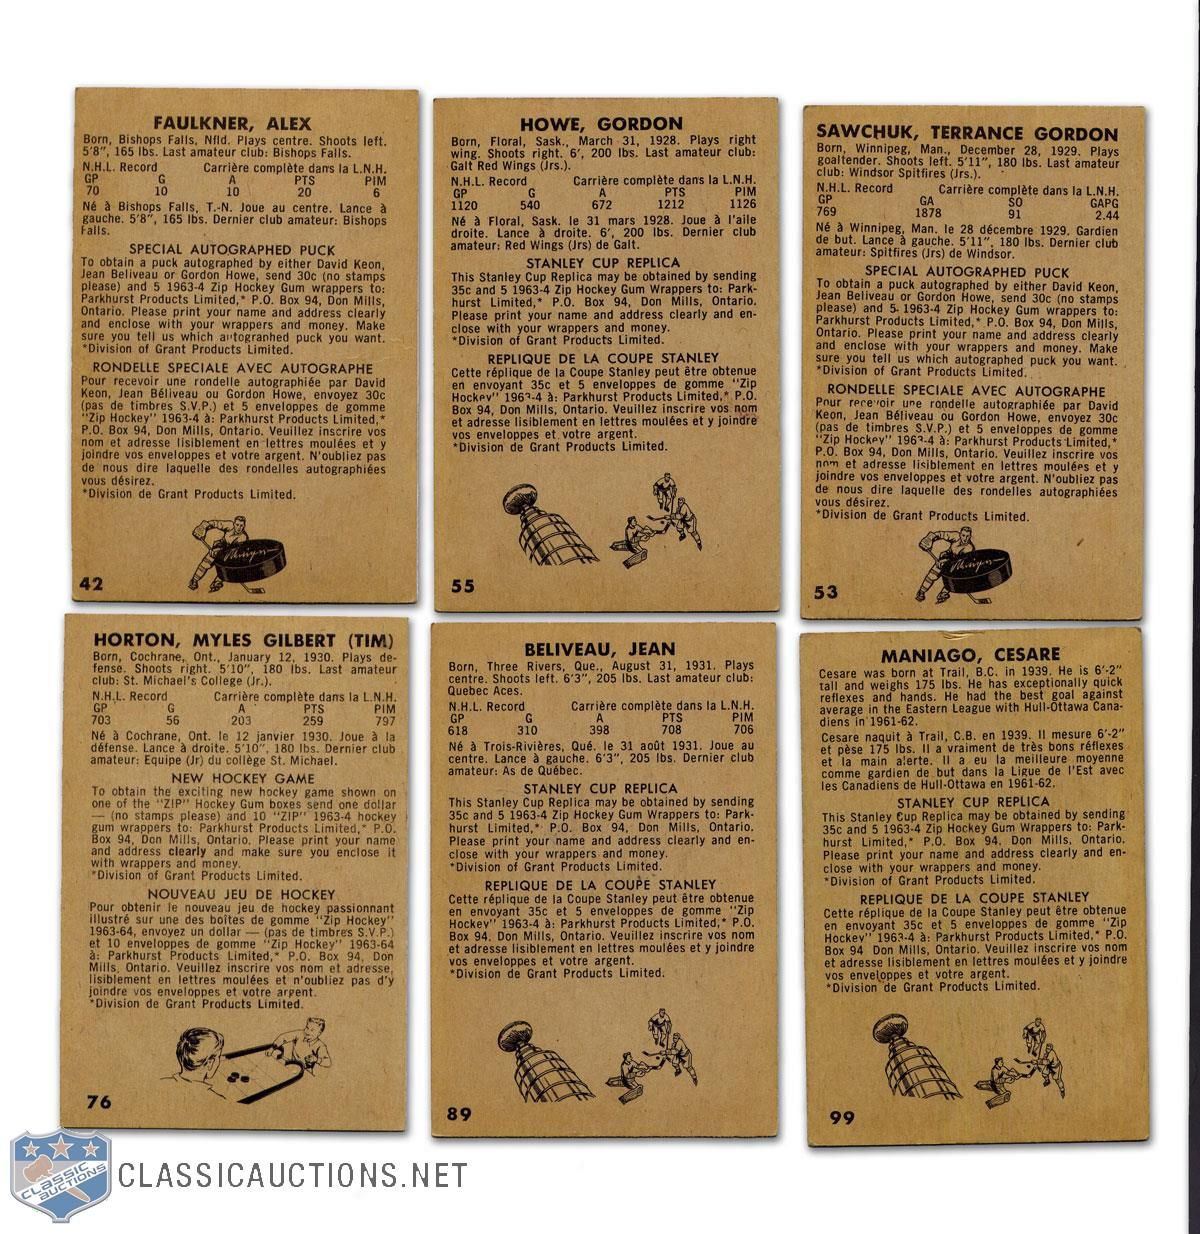 FAULKNER, ALEX
Born, Bishops Falls, Nfld. Plays centre. Shoots left.
5'8", 165 lbs. Last amateur club: Bishops Falls.
N.H.L. Record Carrière complète dans la L.N.H.
GP G A PTS PIM
70 10 10 20 6
Né à Bishops Falls, T.-N. Joue au centre. Lance à
gauche. 5'8", 165 lbs. Dernier club amateur: Bishops
Falls.
SPECIAL AUTOGRAPHED PUCK
To obtain a puck autographed by either David Keon,
Jean Beliveau or Gordon Howe, send 30c (no stamps
please) and 5 1963-4 Zip Hockey Gum Wrappers to:
Parkhurst Products Limited,* P.O. Box 94, Don Mills,
Ontario. Please print your name and address clearly
and enclose with your wrappers and money. Make
sure you tell us which autographed puck you want.
*Division of Grant Products Limited.
RONDELLE SPECIALE AVEC AUTOGRAPHE
Pour recevoir une rondelle autographiée par David
Keon, Jean Béliveau ou Gordon Howe, envoyez 30c
(pas de timbres S.V.P.) et 5 enveloppes de gomme
"Zip Hockey" 1963-4 à: Parkhurst Products Limited,*
P.O. Box 94, Don Mills, Ontario. Veuillez inscrire vos
nom et adresse lisiblement en lettres moulées et y
joindre vos enveloppes et votre argent. N'oubliez pas
de nous dire laquelle des rondelles autographiées
vous désirez.
*Division de Grant Products Limited.
42
HOWE, GORDON
Born, Floral, Sask., March 31, 1928. Plays right
wing. Shoots right. 6', 200 lbs. Last amateur club:
Galt Red Wings (Jrs.).
N.H.L. Record Carrière complète dans la L.N.H.
GP G A PTS PIM
1120 540 672 1212 1126
Né à Floral, Sask. le 31 mars 1928. Joue à l'aile
droite. Lance à droite. 6', 200 lbs. Dernier club
amateur: Red Wings (Jrs) de Galt.
STANLEY CUP REPLICA
This Stanley Cup Replica may be obtained by sending
35c and 5 1963-4 Zip Hockey Gum Wrappers to: Park-
hurst Products Limited,* P.O. Box 94, Don Mills, Ontario.
Please print your name and address clearly and en-
close with your wrappers and money.
*Division of Grant Products Limited.
REPLIQUE DE LA COUPE STANLEY
Cette réplique de la Coupe Stanley peut être obtenue
en envoyant 35c et 5 enveloppes de gomme "Zip
Hockey" 1963-4 à: Parkhurst Products Limited,* P.O.
Box 94, Don Mills, Ontario. Veuillez inscrire vos nom
et adresse lisiblement en lettres moulées et y joindre
vos enveloppes et votre argent.
*Division de Grant Products Limited.
55
SAWCHUK, TERRANCE GORDON
Born, Winnipeg, Man., December 28, 1929. Plays
goaltender. Shoots left. 5'11", 180 lbs. Last amateur
club: Windsor Spitfires (Jrs.).
N.H.L. Record Carrière complète dans la L.N.H.
GP GA SO GAPG
769 1878 91 2.44
Né à Winnipeg, Man. le 28 décembre 1929. Gardien
de but. Lance à gauche. 5'11", 180 lbs. Dernier club
amateur: Spitfires (Jrs) de Windsor.
SPECIAL AUTOGRAPHED PUCK
To obtain a puck autographed by either David Keon,
Jean Beliveau or Gordon Howe, send 30c (no stamps
please) and 5 1963-4 Zip Hockey Gum Wrappers to:
Parkhurst Products Limited,* P.O. Box 94, Don Mills,
Ontario. Please print your name and address clearly
and enclose with your wrappers and money. Make
sure you tell us which autographed puck you want.
*Division of Grant Products Limited.
RONDELLE SPECIALE AVEC AUTOGRAPHE
Pour recevoir une rondelle autographiée par David
Keon, Jean Béliveau ou Gordon Howe, envoyez 30c
(pas de timbres S.V.P.) et 5 enveloppes de gomme
"Zip Hockey" 1963-4 à: Parkhurst Products Limited,*
P.O. Box 94, Don Mills, Ontario. Veuillez inscrire vos
nom et adresse lisiblement en lettres moulées et y
joindre vos enveloppes et votre argent. N'oubliez pas
de nous dire laquelle des rondelles autographiées
vous désirez.
*Division de Grant Products Limited.
53
HORTON, MYLES GILBERT (TIM)
Born, Cochrane, Ont., January 12, 1930. Plays de-
fense. Shoots right. 5'10", 180 lbs. Last amateur
club: St. Michael's College (Jr.).
N.H.L. Record Carrière complète dans la L.N.H.
GP G A PTS PIM
703 56 203 259 797
Né à Cochrane, Ont. le 12 janvier 1930. Joue à la
défense. Lance à droite. 5'10", 180 lbs. Dernier club
amateur: Equipe (Jr) du collège St. Michael.
NEW HOCKEY GAME
To obtain the exciting new hockey game shown on
one of the "ZIP" Hockey Gum boxes send one dollar
— (no stamps please) and 10 "ZIP" 1963-4 hockey
gum wrappers to: Parkhurst Products Limited,* P.O.
Box 94, Don Mills, Ontario. Please print your name
and address clearly and make sure you enclose it
with wrappers and money.
*Division of Grant Products Limited.
NOUVEAU JEU DE HOCKEY
Pour obtenir le nouveau jeu de hockey passionnant
illustré sur une des boîtes de gomme "Zip Hockey"
1963-64, envoyez un dollar — (pas de timbres S.V.P.)
et 10 enveloppes de gomme "Zip Hockey" 1963-64
à: Parkhurst Products Limited,* P.O. Box 94, Don
Mills, Ontario. Veuillez inscrire vos nom et adresse,
lisiblement en lettres moulées et n'oubliez pas d'y
joindre vos enveloppes et votre argent.
*Division de Grant Products Limited.
76
BELIVEAU, JEAN
Born, Three Rivers, Que., August 31, 1931. Plays
centre. Shoots left. 6'3", 205 lbs. Last amateur club:
Quebec Aces.
N.H.L. Record Carrière complète dans la L.N.H.
GP G A PTS PIM
618 310 398 708 706
Né à Trois-Rivières, Qué. le 31 août 1931. Joue au
centre. Lance à gauche. 6'3", 205 lbs. Dernier club
amateur: As de Québec.
STANLEY CUP REPLICA
This Stanley Cup Replica may be obtained by sending
35c and 5 1963-4 Zip Hockey Gum Wrappers to: Park-
hurst Limited,* P.O. Box 94, Don Mills, Ontario.
Please print your name and address clearly and en-
close with your wrappers and money.
*Division of Grant Products Limited.
REPLIQUE DE LA COUPE STANLEY
Cette réplique de la Coupe Stanley peut être obtenue
en envoyant 35c et 5 enveloppes de gomme "Zip
Hockey" 1963-4 à: Parkhurst Products Limited,* P.O.
Box 94, Don Mills, Ontario. Veuillez inscrire vos nom
et adresse lisiblement en lettres moulées et y joindre
vos enveloppes et votre argent.
*Division de Grant Products Limited.
89
MANIAGO, CESARE
Cesare was born at Trail, B.C. in 1939. He is 6'-2"
tall and weighs 175 lbs. He has exceptionally quick
reflexes and hands. He had the best goal against
average in the Eastern League with Hull-Ottawa Cana-
diens in 1961-62.
Cesare naquit à Trail, C.B. en 1939. Il mesure 6'-2"
et pèse 175 lbs. Il a vraiment de très bons réflexes
et la main alerte. Il a eu la meilleure moyenne
comme gardien de but dans la Ligue de l'Est avec
les Canadiens de Hull-Ottawa en 1961-62.
STANLEY CUP REPLICA
This Stanley Cup Replica may be obtained by sending
35c and 5 1963-4 Zip Hockey Gum Wrappers to: Park-
hurst Limited,* P.O. Box 94, Don Mills, Ontario.
Please print your name and address clearly and en-
close with your wrappers and money.
*Division of Grant Products Limited.
REPLIQUE DE LA COUPE STANLEY
Cette réplique de la Coupe Stanley peut être obtenue
en envoyant 35c et 5 enveloppes de gomme "Zip
Hockey" 1963-4 à: Parkhurst Products Limited,* P.O.
Box 94 Don Mills, Ontario. Veuillez inscrire vos nom
et adresse lisiblement en lettres moulées et y joindre
vos enveloppes et votre argent.
*Division de Grant Products Limited.
99
CLASSIC
AUCTIONS
CLASSICAUCTIONS.NET